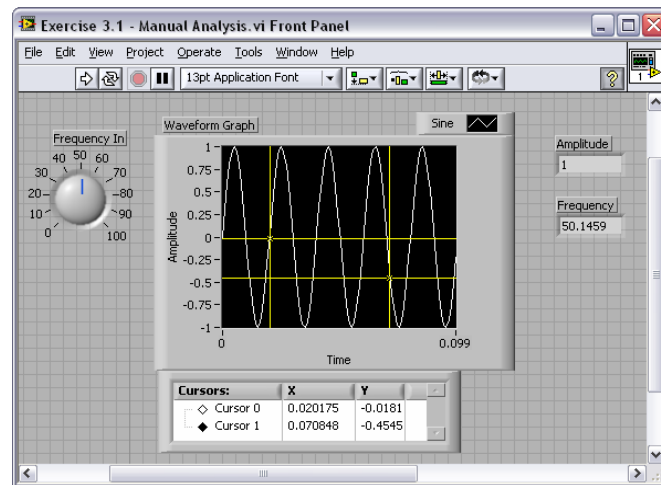 Exercise 3.1 - Manual Analysis.vi Front Panel
File Edit View Project Operate Tools Window Help
13pt Application Font
1
Frequency In
0 10 20 30 40 50 60 70 80 90 100
Waveform Graph
Sine
Amplitude
1
0.75
0.5
0.25
0
-0.25
-0.5
-0.75
-1
0 0.099
Time
Amplitude
1
Frequency
50.1459
Cursors: X Y
Cursor 0 0.020175 -0.0181
Cursor 1 0.070848 -0.4545